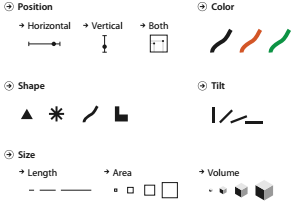 Position
Horizontal
Vertical
Both
Color
Shape
Tilt
Size
Length
Area
Volume